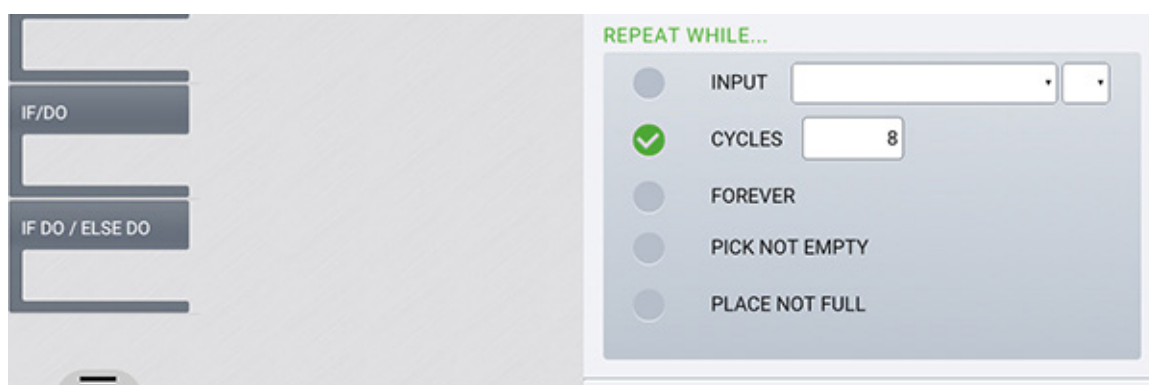 IF/DO
IF DO / ELSE DO
REPEAT WHILE...
INPUT
CYCLES 8
FOREVER
PICK NOT EMPTY
PLACE NOT FULL